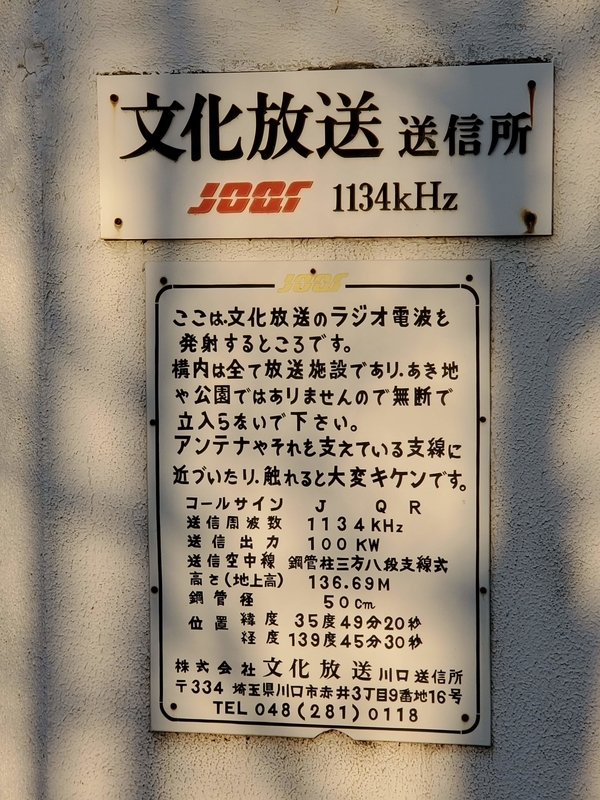 文化放送 送信所
JOQR 1134kHz
JOQR
ここは文化放送のラジオ電波を
発射するところです。
構内は全て放送施設であり、あき地
や公園ではありませんので無断で
立入らないで下さい。
アンテナやそれを支えている支線に
近づいたり、触れると大変キケンです。
コールサイン J Q R
送信周波数 1134kHz
送信出力 100KW
送信空中線 鋼管柱三方八段支線式
高さ(地上高) 136.69M
鋼管径 50cm
位置 緯度 35度49分20秒
経度 139度45分30秒
株式会社 文化放送 川口送信所
〒334 埼玉県川口市赤井3丁目9番地16号
TEL 048(281)0118